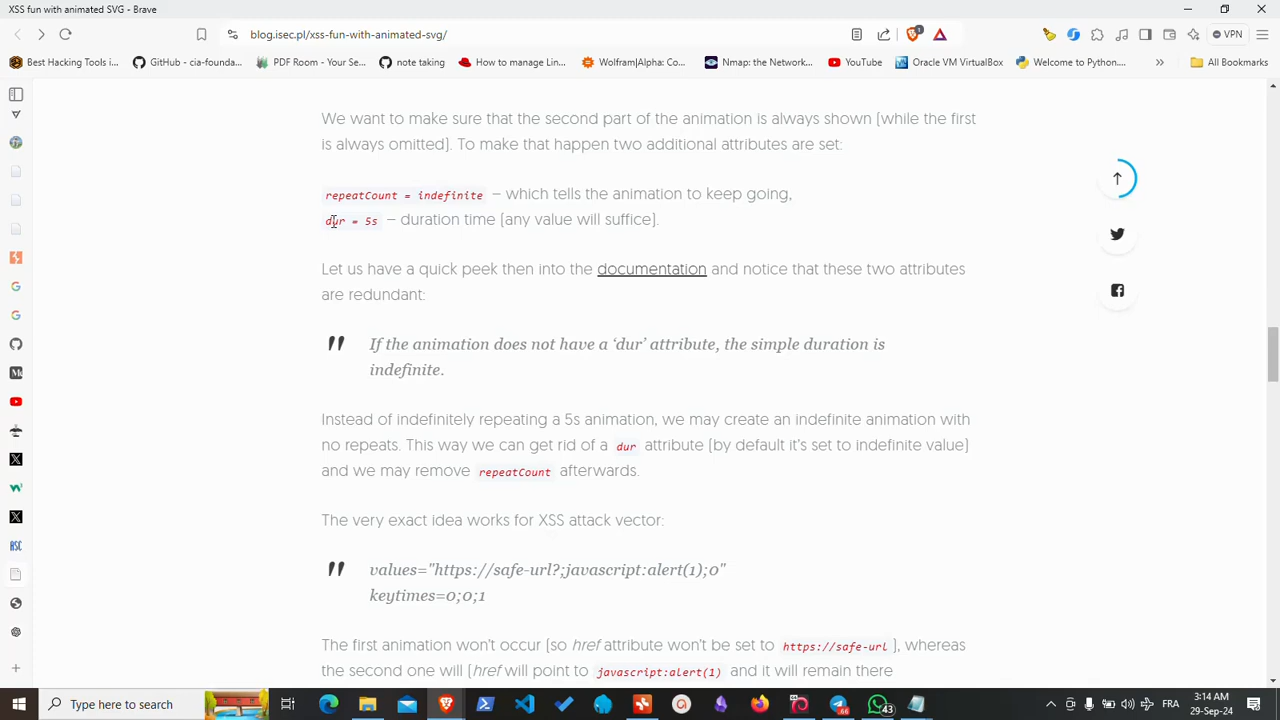 XSS fun with animated SVG - Brave
blog.isec.pl/xss-fun-with-animated-svg/
VPN
Best Hacking Tools i...
GitHub - cia-founda...
PDF Room - Your Se...
note taking
How to manage Lin...
Wolfram|Alpha: Co...
Nmap: the Network...
YouTube
Oracle VM VirtualBox
Welcome to Python....
»
All Bookmarks
We want to make sure that the second part of the animation is always shown (while the first
is always omitted). To make that happen two additional attributes are set:
repeatCount = indefinite – which tells the animation to keep going,
dur = 5s – duration time (any value will suffice).
Let us have a quick peek then into the documentation and notice that these two attributes
are redundant:
" If the animation does not have a ‘dur’ attribute, the simple duration is
indefinite.
Instead of indefinitely repeating a 5s animation, we may create an indefinite animation with
no repeats. This way we can get rid of a dur attribute (by default it’s set to indefinite value)
and we may remove repeatCount afterwards.
The very exact idea works for XSS attack vector:
" values="https://safe-url?;javascript:alert(1);0"
keytimes=0;0;1
The first animation won’t occur (so href attribute won’t be set to https://safe-url ), whereas
the second one will (href will point to javascript:alert(1) and it will remain there
Type here to search
66
43
FRA
3:14 AM
29-Sep-24